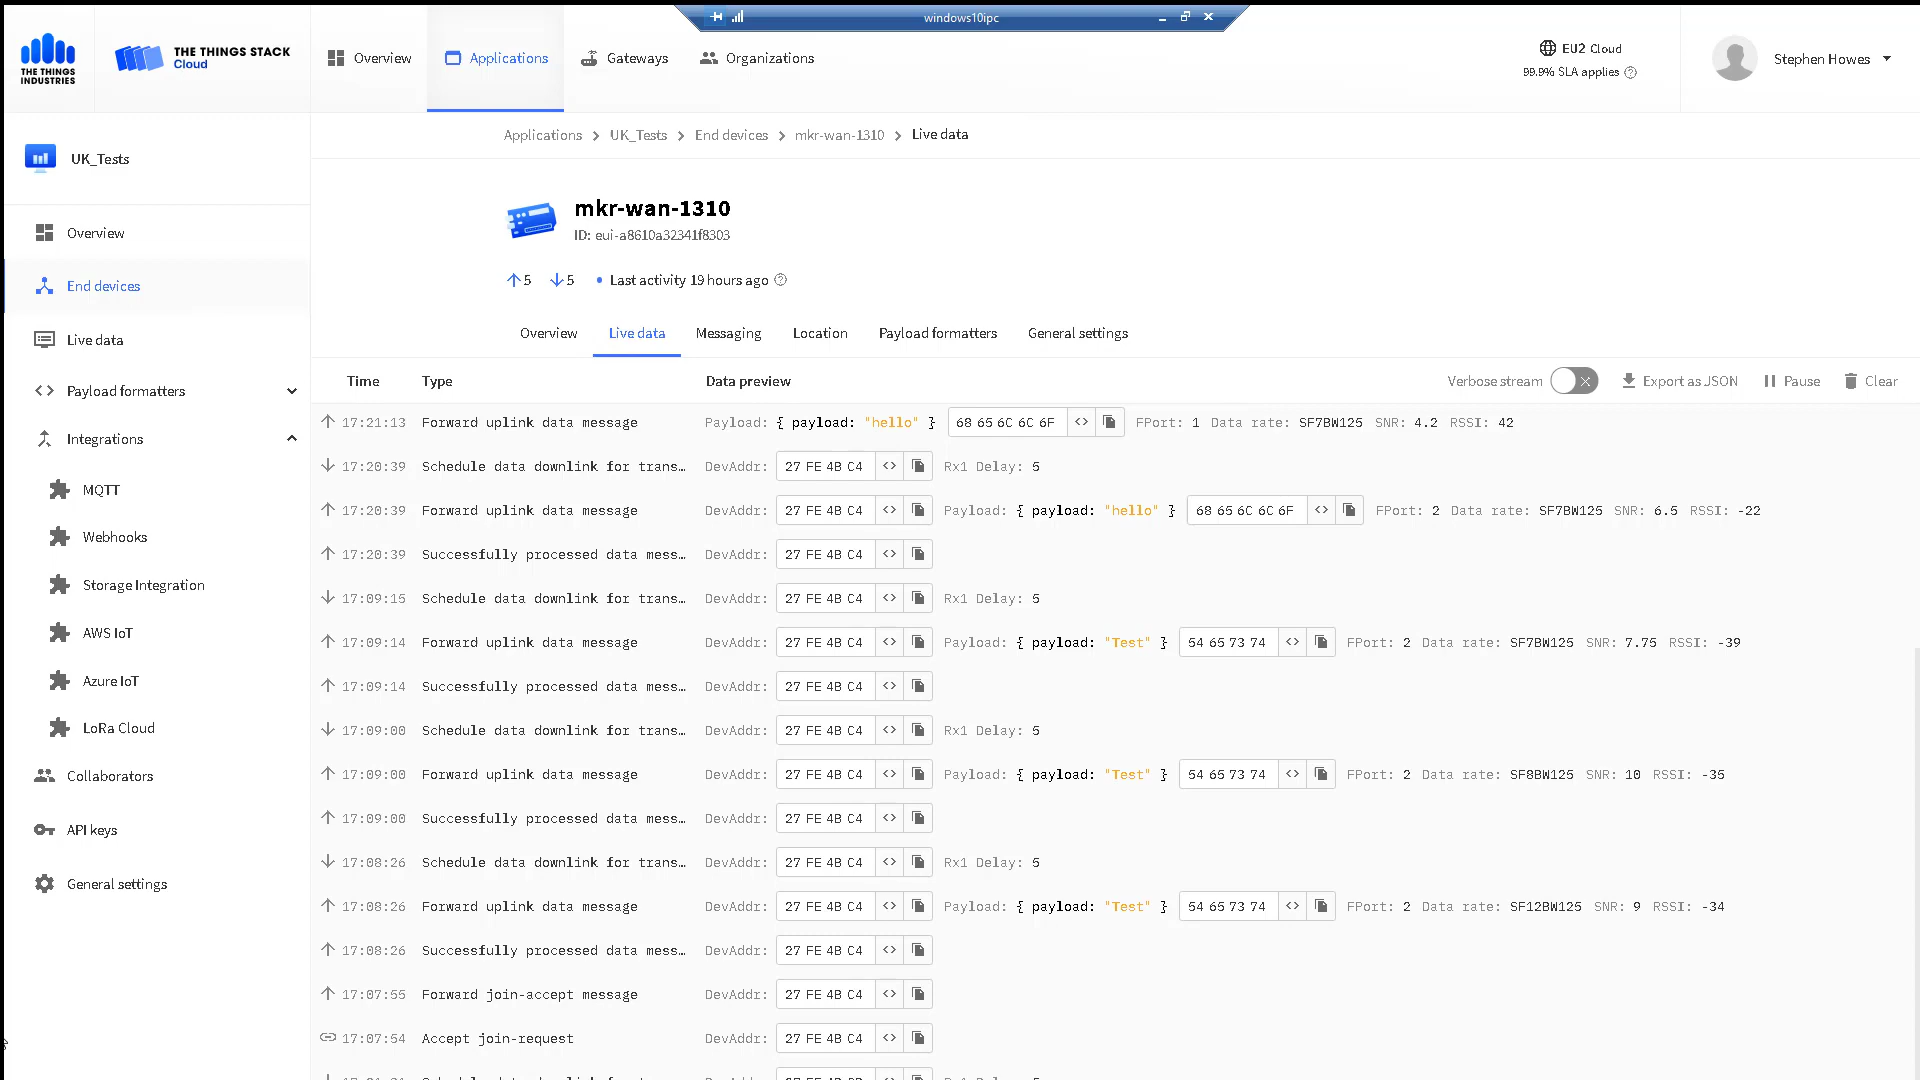 windows10ipc
THE THINGS INDUSTRIES
THE THINGS STACK
Cloud
Overview
Applications
Gateways
Organizations
EU2 Cloud
99.9% SLA applies
Stephen Howes
UK_Tests
Overview
End devices
Live data
Payload formatters
Integrations
MQTT
Webhooks
Storage Integration
AWS IoT
Azure IoT
LoRa Cloud
Collaborators
API keys
General settings
Applications > UK_Tests > End devices > mkr-wan-1310 > Live data
mkr-wan-1310
ID: eui-a8610a32341f8303
↑5 ↓5 • Last activity 19 hours ago
Overview Live data Messaging Location Payload formatters General settings
Time Type Data preview Verbose stream Export as JSON Pause Clear
↑ 17:21:13 Forward uplink data message Payload: { payload: "hello" } 68 65 6C 6C 6F <> FPort: 1 Data rate: SF7BW125 SNR: 4.2 RSSI: 42
↓ 17:20:39 Schedule data downlink for trans… DevAddr: 27 FE 4B C4 <> Rx1 Delay: 5
↑ 17:20:39 Forward uplink data message DevAddr: 27 FE 4B C4 <> Payload: { payload: "hello" } 68 65 6C 6C 6F <> FPort: 2 Data rate: SF7BW125 SNR: 6.5 RSSI: -22
↑ 17:20:39 Successfully processed data mess… DevAddr: 27 FE 4B C4 <>
↓ 17:09:15 Schedule data downlink for trans… DevAddr: 27 FE 4B C4 <> Rx1 Delay: 5
↑ 17:09:14 Forward uplink data message DevAddr: 27 FE 4B C4 <> Payload: { payload: "Test" } 54 65 73 74 <> FPort: 2 Data rate: SF7BW125 SNR: 7.75 RSSI: -39
↑ 17:09:14 Successfully processed data mess… DevAddr: 27 FE 4B C4 <>
↓ 17:09:00 Schedule data downlink for trans… DevAddr: 27 FE 4B C4 <> Rx1 Delay: 5
↑ 17:09:00 Forward uplink data message DevAddr: 27 FE 4B C4 <> Payload: { payload: "Test" } 54 65 73 74 <> FPort: 2 Data rate: SF8BW125 SNR: 10 RSSI: -35
↑ 17:09:00 Successfully processed data mess… DevAddr: 27 FE 4B C4 <>
↓ 17:08:26 Schedule data downlink for trans… DevAddr: 27 FE 4B C4 <> Rx1 Delay: 5
↑ 17:08:26 Forward uplink data message DevAddr: 27 FE 4B C4 <> Payload: { payload: "Test" } 54 65 73 74 <> FPort: 2 Data rate: SF12BW125 SNR: 9 RSSI: -34
↑ 17:08:26 Successfully processed data mess… DevAddr: 27 FE 4B C4 <>
↑ 17:07:55 Forward join-accept message DevAddr: 27 FE 4B C4 <>
17:07:54 Accept join-request DevAddr: 27 FE 4B C4 <>